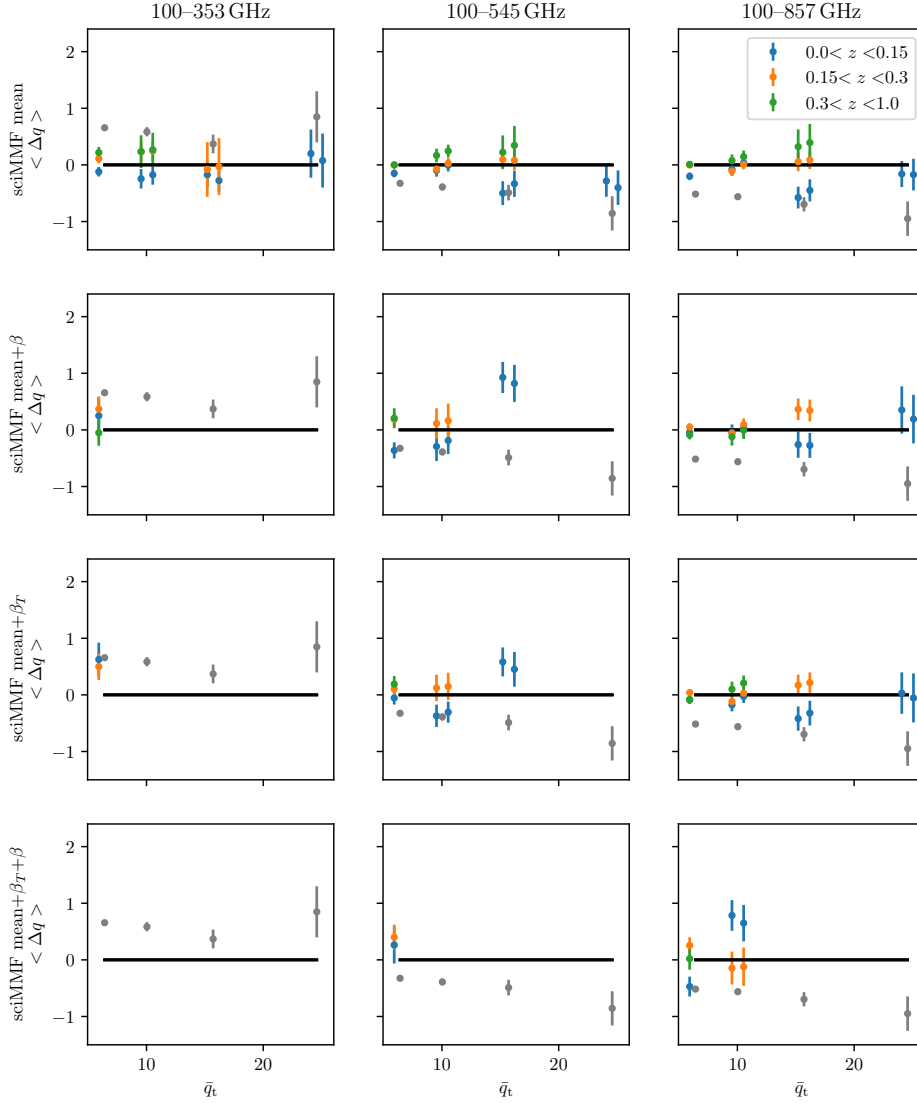 100–353 GHz
100–545 GHz
100–857 GHz
0.0< z <0.15
0.15< z <0.3
0.3< z <1.0
sciMMF mean
< Δq >
2
1
0
−1
sciMMF mean+β
< Δq >
2
1
0
−1
sciMMF mean+β_T
< Δq >
2
1
0
−1
sciMMF mean+β_T+β
< Δq >
2
1
0
−1
10 20
10 20
10 20
q̄_t
q̄_t
q̄_t